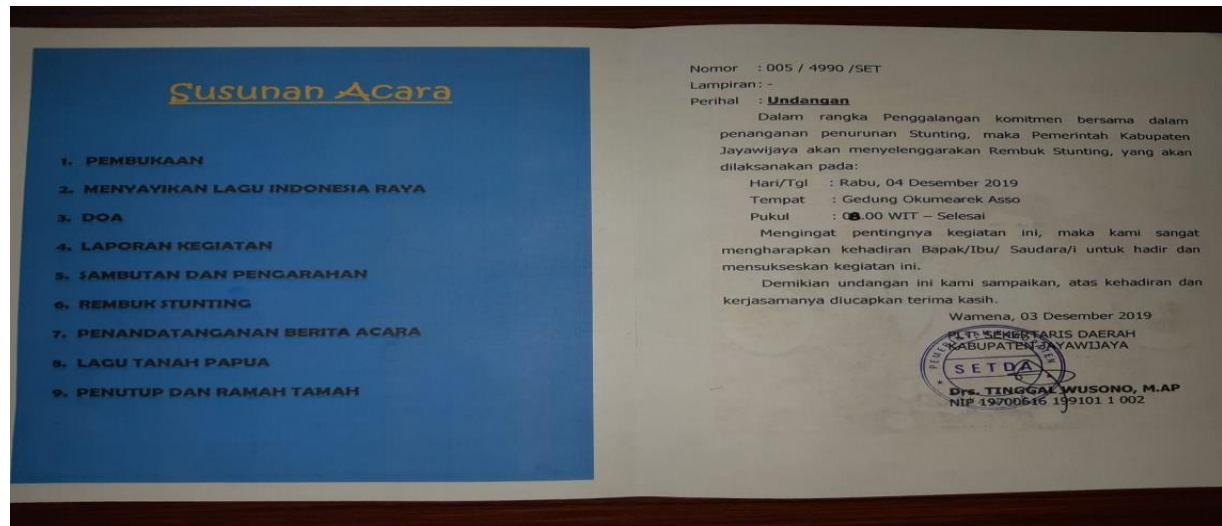 Susunan Acara
1. PEMBUKAAN
2. MENYAYIKAN LAGU INDONESIA RAYA
3. DOA
4. LAPORAN KEGIATAN
5. SAMBUTAN DAN PENGARAHAN
6. REMBUK STUNTING
7. PENANDATANGANAN BERITA ACARA
8. LAGU TANAH PAPUA
9. PENUTUP DAN RAMAH TAMAH
Nomor : 005 / 4990 /SET
Lampiran: -
Perihal : Undangan
Dalam rangka Penggalangan komitmen bersama dalam
penanganan penurunan Stunting, maka Pemerintah Kabupaten
Jayawijaya akan menyelenggarakan Rembuk Stunting, yang akan
dilaksanakan pada:
Hari/Tgl : Rabu, 04 Desember 2019
Tempat : Gedung Okumearek Asso
Pukul : 08.00 WIT – Selesai
Mengingat pentingnya kegiatan ini, maka kami sangat
mengharapkan kehadiran Bapak/Ibu/ Saudara/i untuk hadir dan
mensukseskan kegiatan ini.
Demikian undangan ini kami sampaikan, atas kehadiran dan
kerjasamanya diucapkan terima kasih.
Wamena, 03 Desember 2019
PLT. SEKERTARIS DAERAH
KABUPATEN JAYAWIJAYA
SETDA
Drs. TINGGAL WUSONO, M.AP
NIP 19700616 199101 1 002